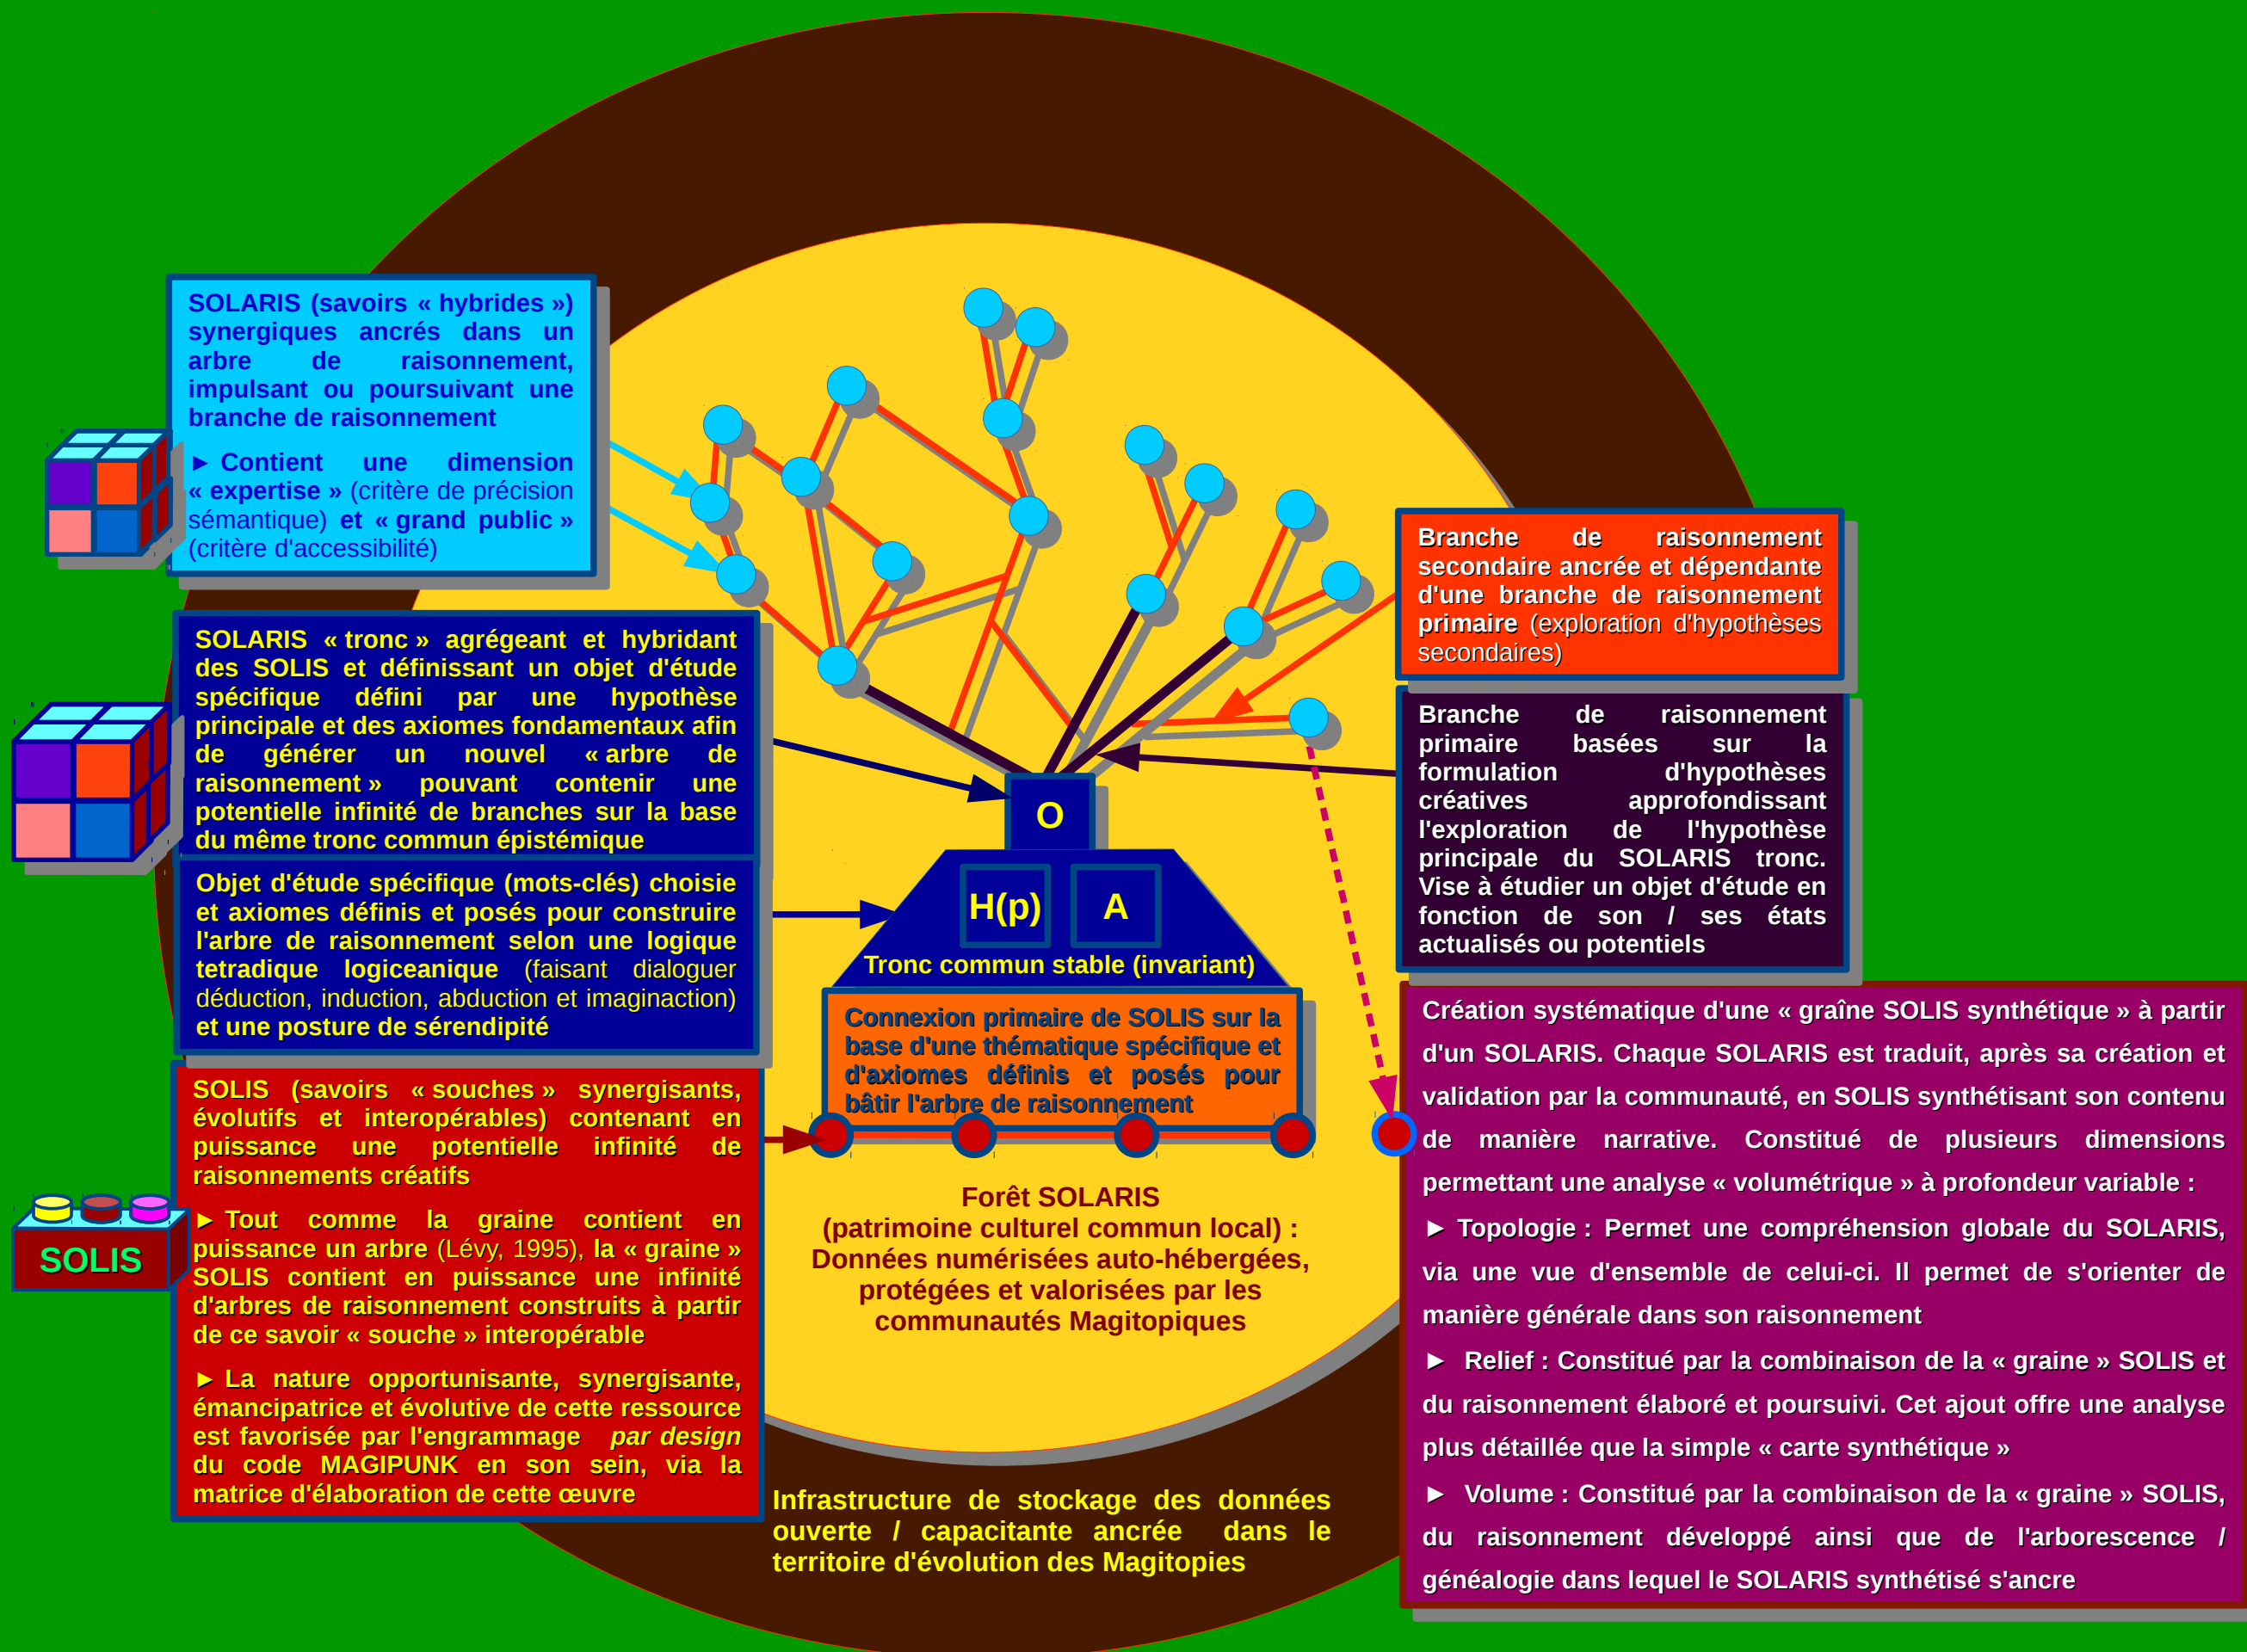 SOLARIS (savoirs « hybrides »)
synergiques ancrés dans un
arbre de raisonnement,
impulsant ou poursuivant une
branche de raisonnement
► Contient une dimension
« expertise » (critère de précision
sémantique) et « grand public »
(critère d'accessibilité)
SOLARIS « tronc » agrégeant et hybridant
des SOLIS et définissant un objet d'étude
spécifique défini par une hypothèse
principale et des axiomes fondamentaux afin
de générer un nouvel « arbre de
raisonnement » pouvant contenir une
potentielle infinité de branches sur la base
du même tronc commun épistémique
Objet d'étude spécifique (mots-clés) choisie
et axiomes définis et posés pour construire
l'arbre de raisonnement selon une logique
tetradique logiceanique (faisant dialoguer
déduction, induction, abduction et imaginaction)
et une posture de sérendipité
SOLIS (savoirs « souches » synergisants,
évolutifs et interopérables) contenant en
puissance une potentielle infinité de
raisonnements créatifs
► Tout comme la graine contient en
puissance un arbre (Lévy, 1995), la « graine »
SOLIS contient en puissance une infinité
d'arbres de raisonnement construits à partir
de ce savoir « souche » interopérable
► La nature opportunisante, synergisante,
émancipatrice et évolutive de cette ressource
est favorisée par l'engrammage par design
du code MAGIPUNK en son sein, via la
matrice d'élaboration de cette œuvre
SOLIS
O
H(p)
A
Tronc commun stable (invariant)
Connexion primaire de SOLIS sur la
base d'une thématique spécifique et
d'axiomes définis et posés pour
bâtir l'arbre de raisonnement
Forêt SOLARIS
(patrimoine culturel commun local) :
Données numérisées auto-hébergées,
protégées et valorisées par les
communautés Magitopiques
Infrastructure de stockage des données
ouverte / capacitante ancrée dans le
territoire d'évolution des Magitopies
Branche de raisonnement
secondaire ancrée et dépendante
d'une branche de raisonnement
primaire (exploration d'hypothèses
secondaires)
Branche de raisonnement
primaire basées sur la
formulation d'hypothèses
créatives approfondissant
l'exploration de l'hypothèse
principale du SOLARIS tronc.
Vise à étudier un objet d'étude en
fonction de son / ses états
actualisés ou potentiels
Création systématique d'une « graîne SOLIS synthétique » à partir
d'un SOLARIS. Chaque SOLARIS est traduit, après sa création et
validation par la communauté, en SOLIS synthétisant son contenu
de manière narrative. Constitué de plusieurs dimensions
permettant une analyse « volumétrique » à profondeur variable :
► Topologie : Permet une compréhension globale du SOLARIS,
via une vue d'ensemble de celui-ci. Il permet de s'orienter de
manière générale dans son raisonnement
► Relief : Constitué par la combinaison de la « graine » SOLIS et
du raisonnement élaboré et poursuivi. Cet ajout offre une analyse
plus détaillée que la simple « carte synthétique »
► Volume : Constitué par la combinaison de la « graine » SOLIS,
du raisonnement développé ainsi que de l'arborescence /
généalogie dans lequel le SOLARIS synthétisé s'ancre